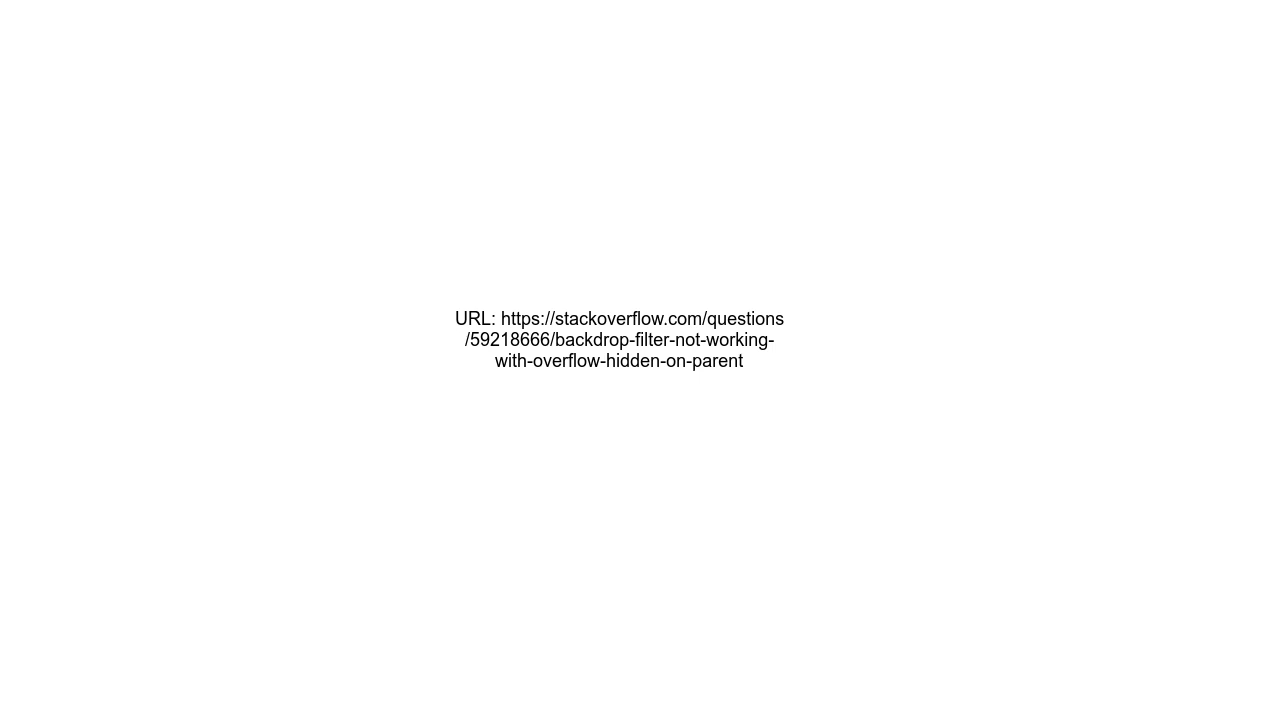 URL: https://stackoverflow.com/questions
/59218666/backdrop-filter-not-working-
with-overflow-hidden-on-parent